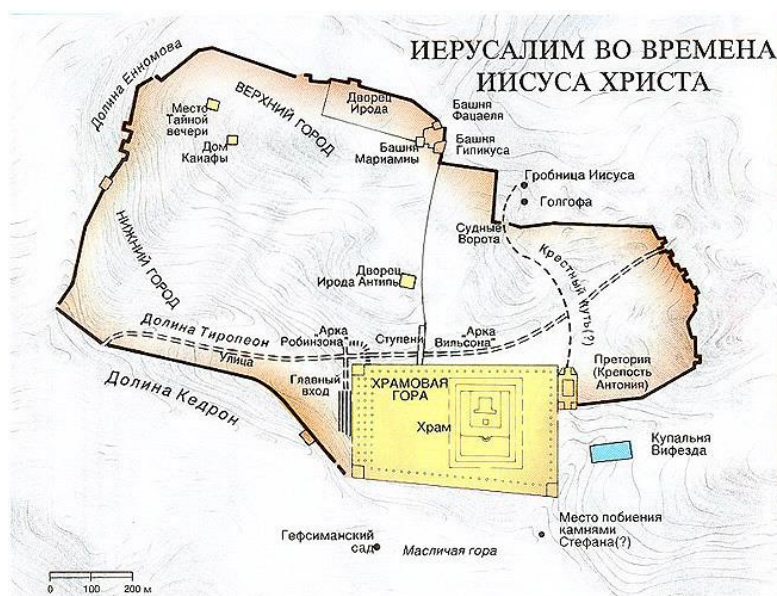 ИЕРУСАЛИМ ВО ВРЕМЕНА
ИИСУСА ХРИСТА
Долина Енномова
Место
Тайной
вечери
ВЕРХНИЙ ГОРОД
Дворец
Ирода
Башня
Фацаеля
Дом
Каиафы
Башня
Мариамны
Башня
Гипикуса
Гробница Иисуса
Голгофа
НИЖНИЙ ГОРОД
Судные
Ворота
Крестный путь(?)
Дворец
Ирода Антипы
Долина Тиропеон
"Арка
Робинзона"
Ступени
"Арка
Вильсона"
Улица
Долина Кедрон
Главный
вход
ХРАМОВАЯ
ГОРА
Храм
Претория
(Крепость
Антония)
Купальня
Вифезда
Гефсиманский
сад
Масличая гора
Место побиения
камнями
Стефана(?)
0 100 200 м